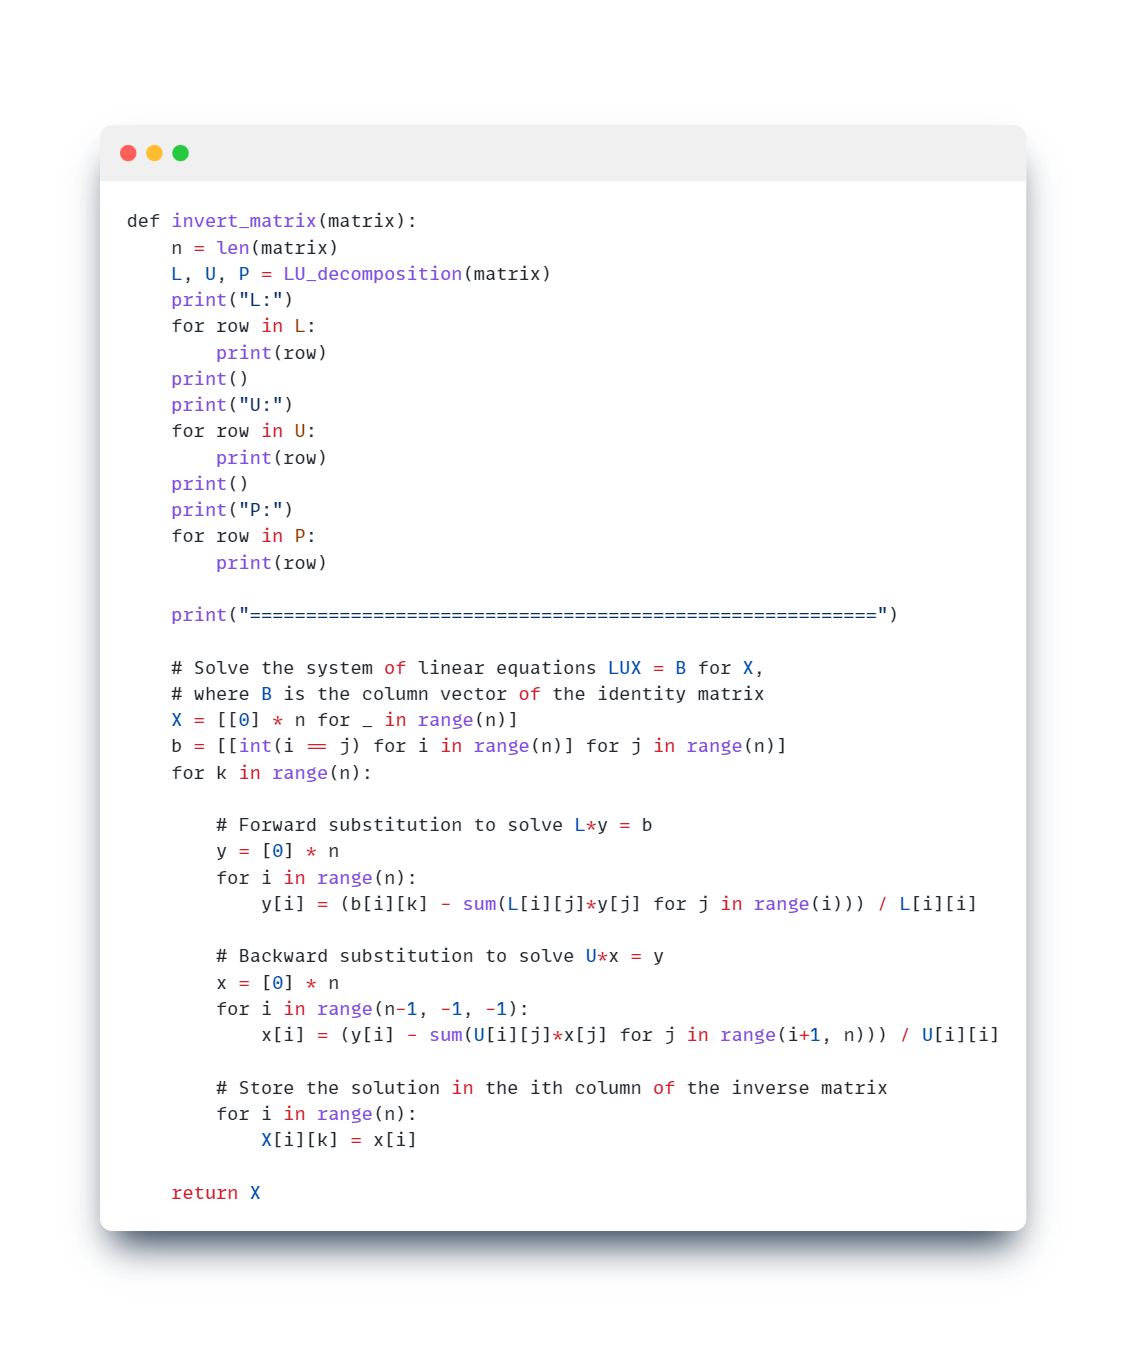 def invert_matrix(matrix):
    n = len(matrix)
    L, U, P = LU_decomposition(matrix)
    print("L:")
    for row in L:
        print(row)
    print()
    print("U:")
    for row in U:
        print(row)
    print()
    print("P:")
    for row in P:
        print(row)

    print("========================================================")

    # Solve the system of linear equations LUX = B for X,
    # where B is the column vector of the identity matrix
    X = [[0] * n for _ in range(n)]
    b = [[int(i == j) for i in range(n)] for j in range(n)]
    for k in range(n):

        # Forward substitution to solve L*y = b
        y = [0] * n
        for i in range(n):
            y[i] = (b[i][k] - sum(L[i][j]*y[j] for j in range(i))) / L[i][i]

        # Backward substitution to solve U*x = y
        x = [0] * n
        for i in range(n-1, -1, -1):
            x[i] = (y[i] - sum(U[i][j]*x[j] for j in range(i+1, n))) / U[i][i]

        # Store the solution in the ith column of the inverse matrix
        for i in range(n):
            X[i][k] = x[i]

    return X